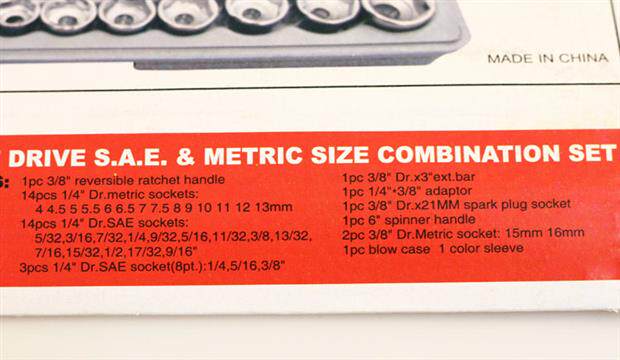 MADE IN CHINA
DRIVE S.A.E. & METRIC SIZE COMBINATION SET
S:
1pc 3/8" reversible ratchet handle
14pcs 1/4" Dr.metric sockets:
4 4.5 5 5.5 6 6.5 7 7.5 8 9 10 11 12 13mm
14pcs 1/4" Dr.SAE sockets:
5/32,3/16,7/32,1/4,9/32,5/16,11/32,3/8,13/32,
7/16,15/32,1/2,17/32,9/16"
3pcs 1/4" Dr.SAE socket(8pt.):1/4,5/16,3/8"
1pc 3/8" Dr.x3"ext.bar
1pc 1/4"*3/8" adaptor
1pc 3/8" Dr.x21MM spark plug socket
1pc 6" spinner handle
2pc 3/8" Dr.Metric socket: 15mm 16mm
1pc blow case 1 color sleeve